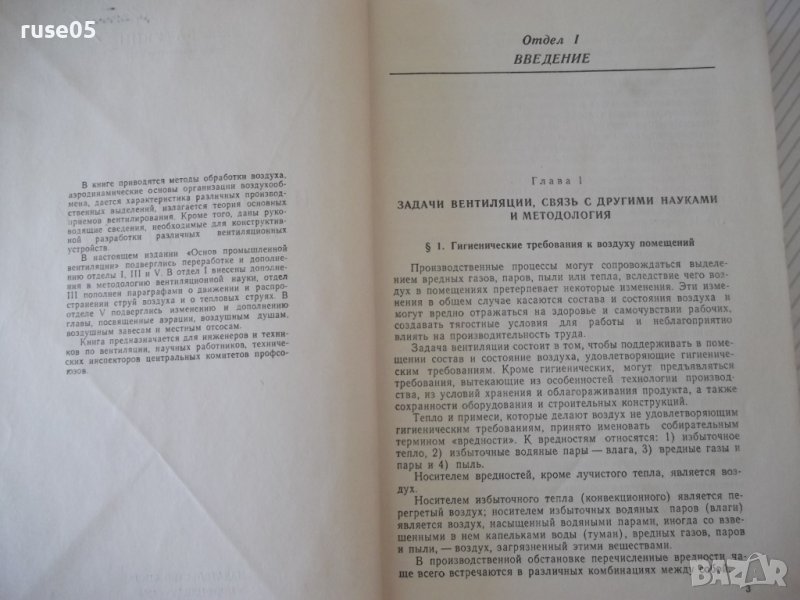 ruse05
В книге приводятся методы обработки воздуха,
аэродинамические основы организации воздухооб-
мена, дается характеристика различных производ-
ственных выделений, излагается теория основных
приемов вентилирования. Кроме того, даны руко-
водящие сведения, необходимые для конструктив-
ной разработки различных вентиляционных
устройств.
В настоящем издании «Основ промышленной
вентиляции» подверглись переработке и дополне-
нию отделы I, III и V. В отдел I внесены дополне-
ния в методологию вентиляционной науки, отдел
III пополнен параграфами о движении и распро-
странении струй воздуха и о тепловых струях. В
отделе V подверглись изменению и дополнению
главы, посвященные аэрации, воздушным душам,
воздушным завесам и местным отсосам.
Книга предназначается для инженеров и техни-
ков по вентиляции, научных работников, техниче-
ских инспекторов центральных комитетов профсо-
юзов.
Отдел I
ВВЕДЕНИЕ
Глава 1
ЗАДАЧИ ВЕНТИЛЯЦИИ, СВЯЗЬ С ДРУГИМИ НАУКАМИ
И МЕТОДОЛОГИЯ
§ 1. Гигиенические требования к воздуху помещений
Производственные процессы могут сопровождаться выделе-
нием вредных газов, паров, пыли или тепла, вследствие чего воз-
дух в помещениях претерпевает некоторые изменения. Эти изме-
нения в общем случае касаются состава и состояния воздуха и
могут вредно отражаться на здоровье и самочувствии рабочих,
создавать тягостные условия для работы и неблагоприятно
влиять на производительность труда.
Задача вентиляции состоит в том, чтобы поддерживать в по-
мещении состав и состояние воздуха, удовлетворяющие гигиениче-
ским требованиям. Кроме гигиенических, могут предъявляться
требования, вытекающие из особенностей технологии производ-
ства, из условий хранения и облагораживания продукта, а также
сохранности оборудования и строительных конструкций.
Тепло и примеси, которые делают воздух не удовлетворяющим
гигиеническим требованиям, принято именовать собирательным
термином «вредности». К вредностям относятся: 1) избыточное
тепло, 2) избыточные водяные пары — влага, 3) вредные газы и
пары и 4) пыль.
Носителем вредностей, кроме лучистого тепла, является воз-
дух.
Носителем избыточного тепла (конвекционного) является пе-
регретый воздух; носителем избыточных водяных паров (влаги)
является воздух, насыщенный водяными парами, иногда со взве-
шенными в нем капельками воды (туман), вредных газов, паров
и пыли, — воздух, загрязненный этими веществами.
В производственной обстановке перечисленные вредности ча-
ще всего встречаются в различных комбинациях между собой.
3
BAZAR